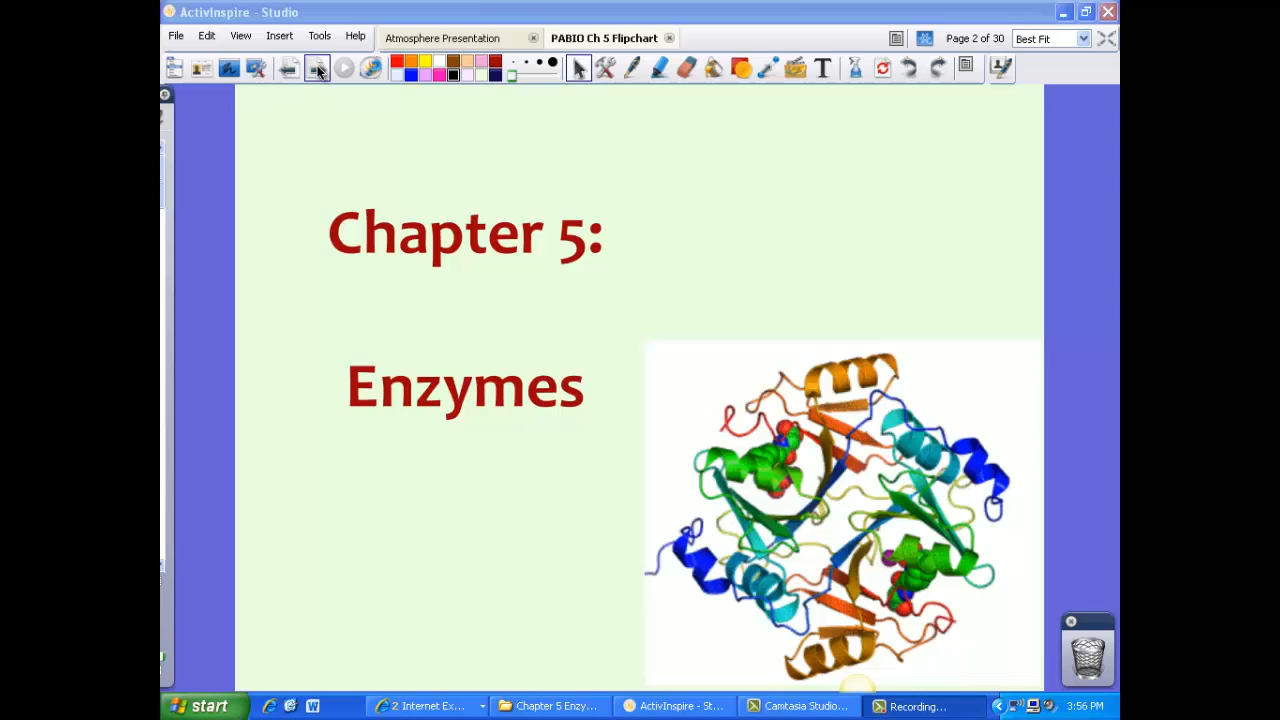 ActivInspire - Studio
File Edit View Insert Tools Help
Atmosphere Presentation
PABIO Ch 5 Flipchart
Page 2 of 30
Best Fit
T
Chapter 5:
Enzymes
start
W
2 Internet Ex...
Chapter 5 Enzy...
ActivInspire - St...
Camtasia Studio...
Recording...
3:56 PM